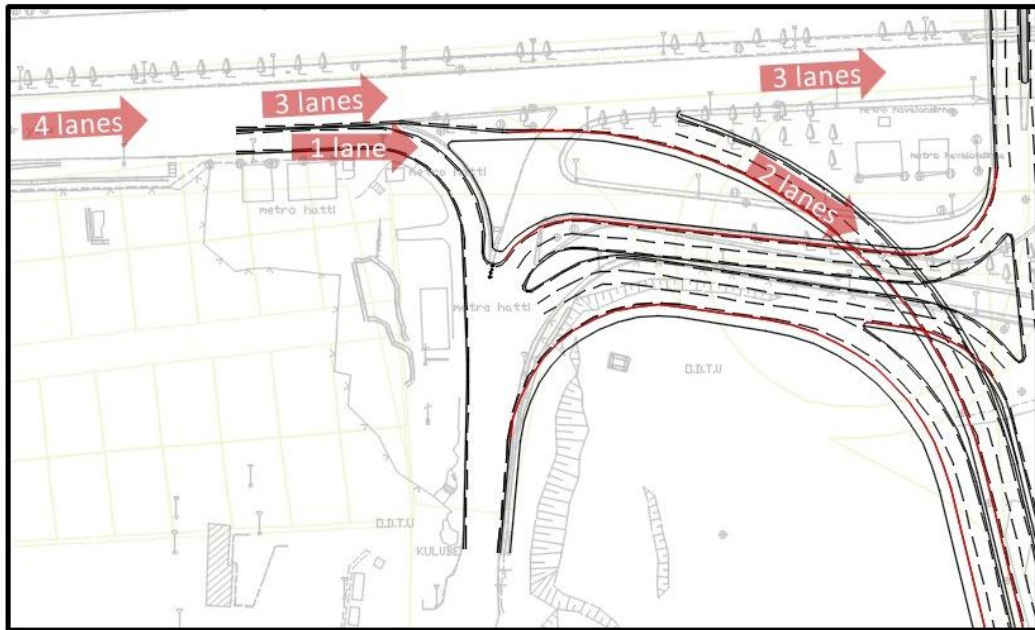 3 lanes
3 lanes
4 lanes
1 lane
metro hattı
metro hattı
2 lanes
metro hattı
O.D.T.U
O.D.T.U
KULUBE